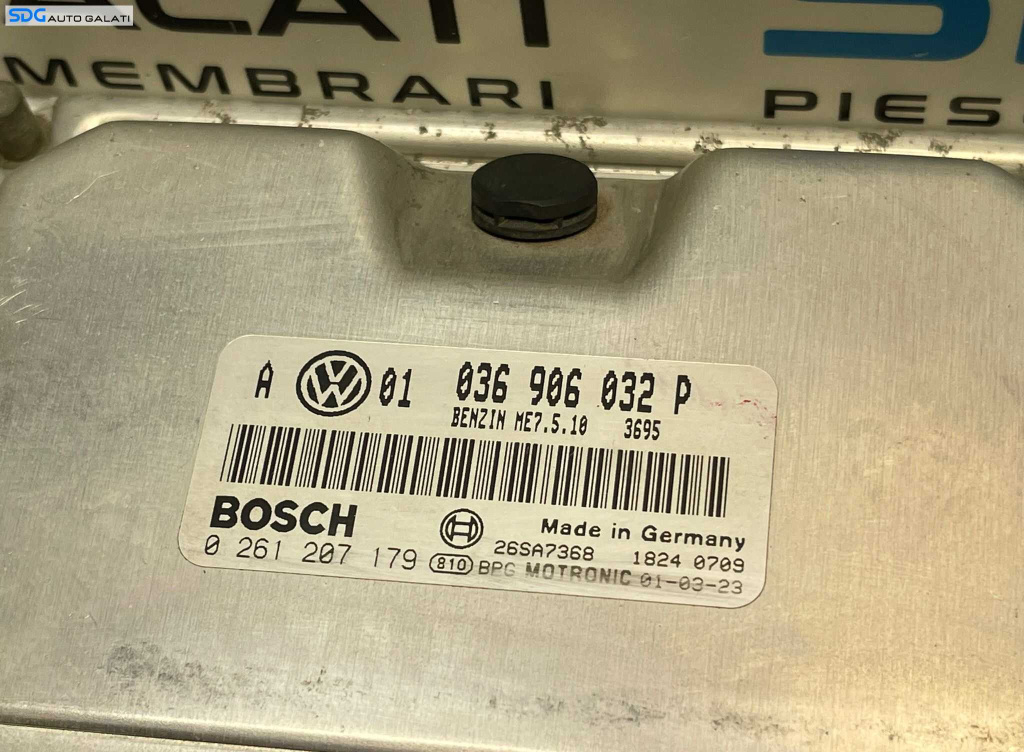 SDG AUTO GALATI
MEMBRARI
PIES
A 01 036 906 032 P
BENZIN ME7.5.10 3695
BOSCH
Made in Germany
0 261 207 179
26SA7368 1824 0709
810 BPG MOTRONIC 01-03-23